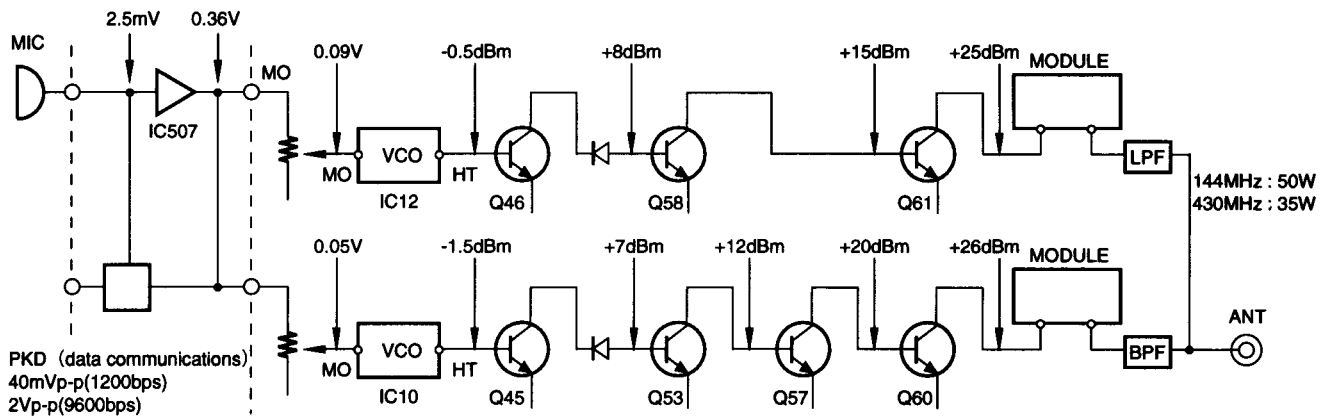 2.5mV
0.36V
MIC
IC507
MO
0.09V
-0.5dBm
+8dBm
+15dBm
+25dBm
MODULE
VCO
MO
HT
IC12
Q46
Q58
Q61
LPF
144MHz : 50W
430MHz : 35W
0.05V
-1.5dBm
+7dBm
+12dBm
+20dBm
+26dBm
MODULE
VCO
MO
HT
IC10
Q45
Q53
Q57
Q60
BPF
ANT
PKD (data communications)
40mVp-p(1200bps)
2Vp-p(9600bps)